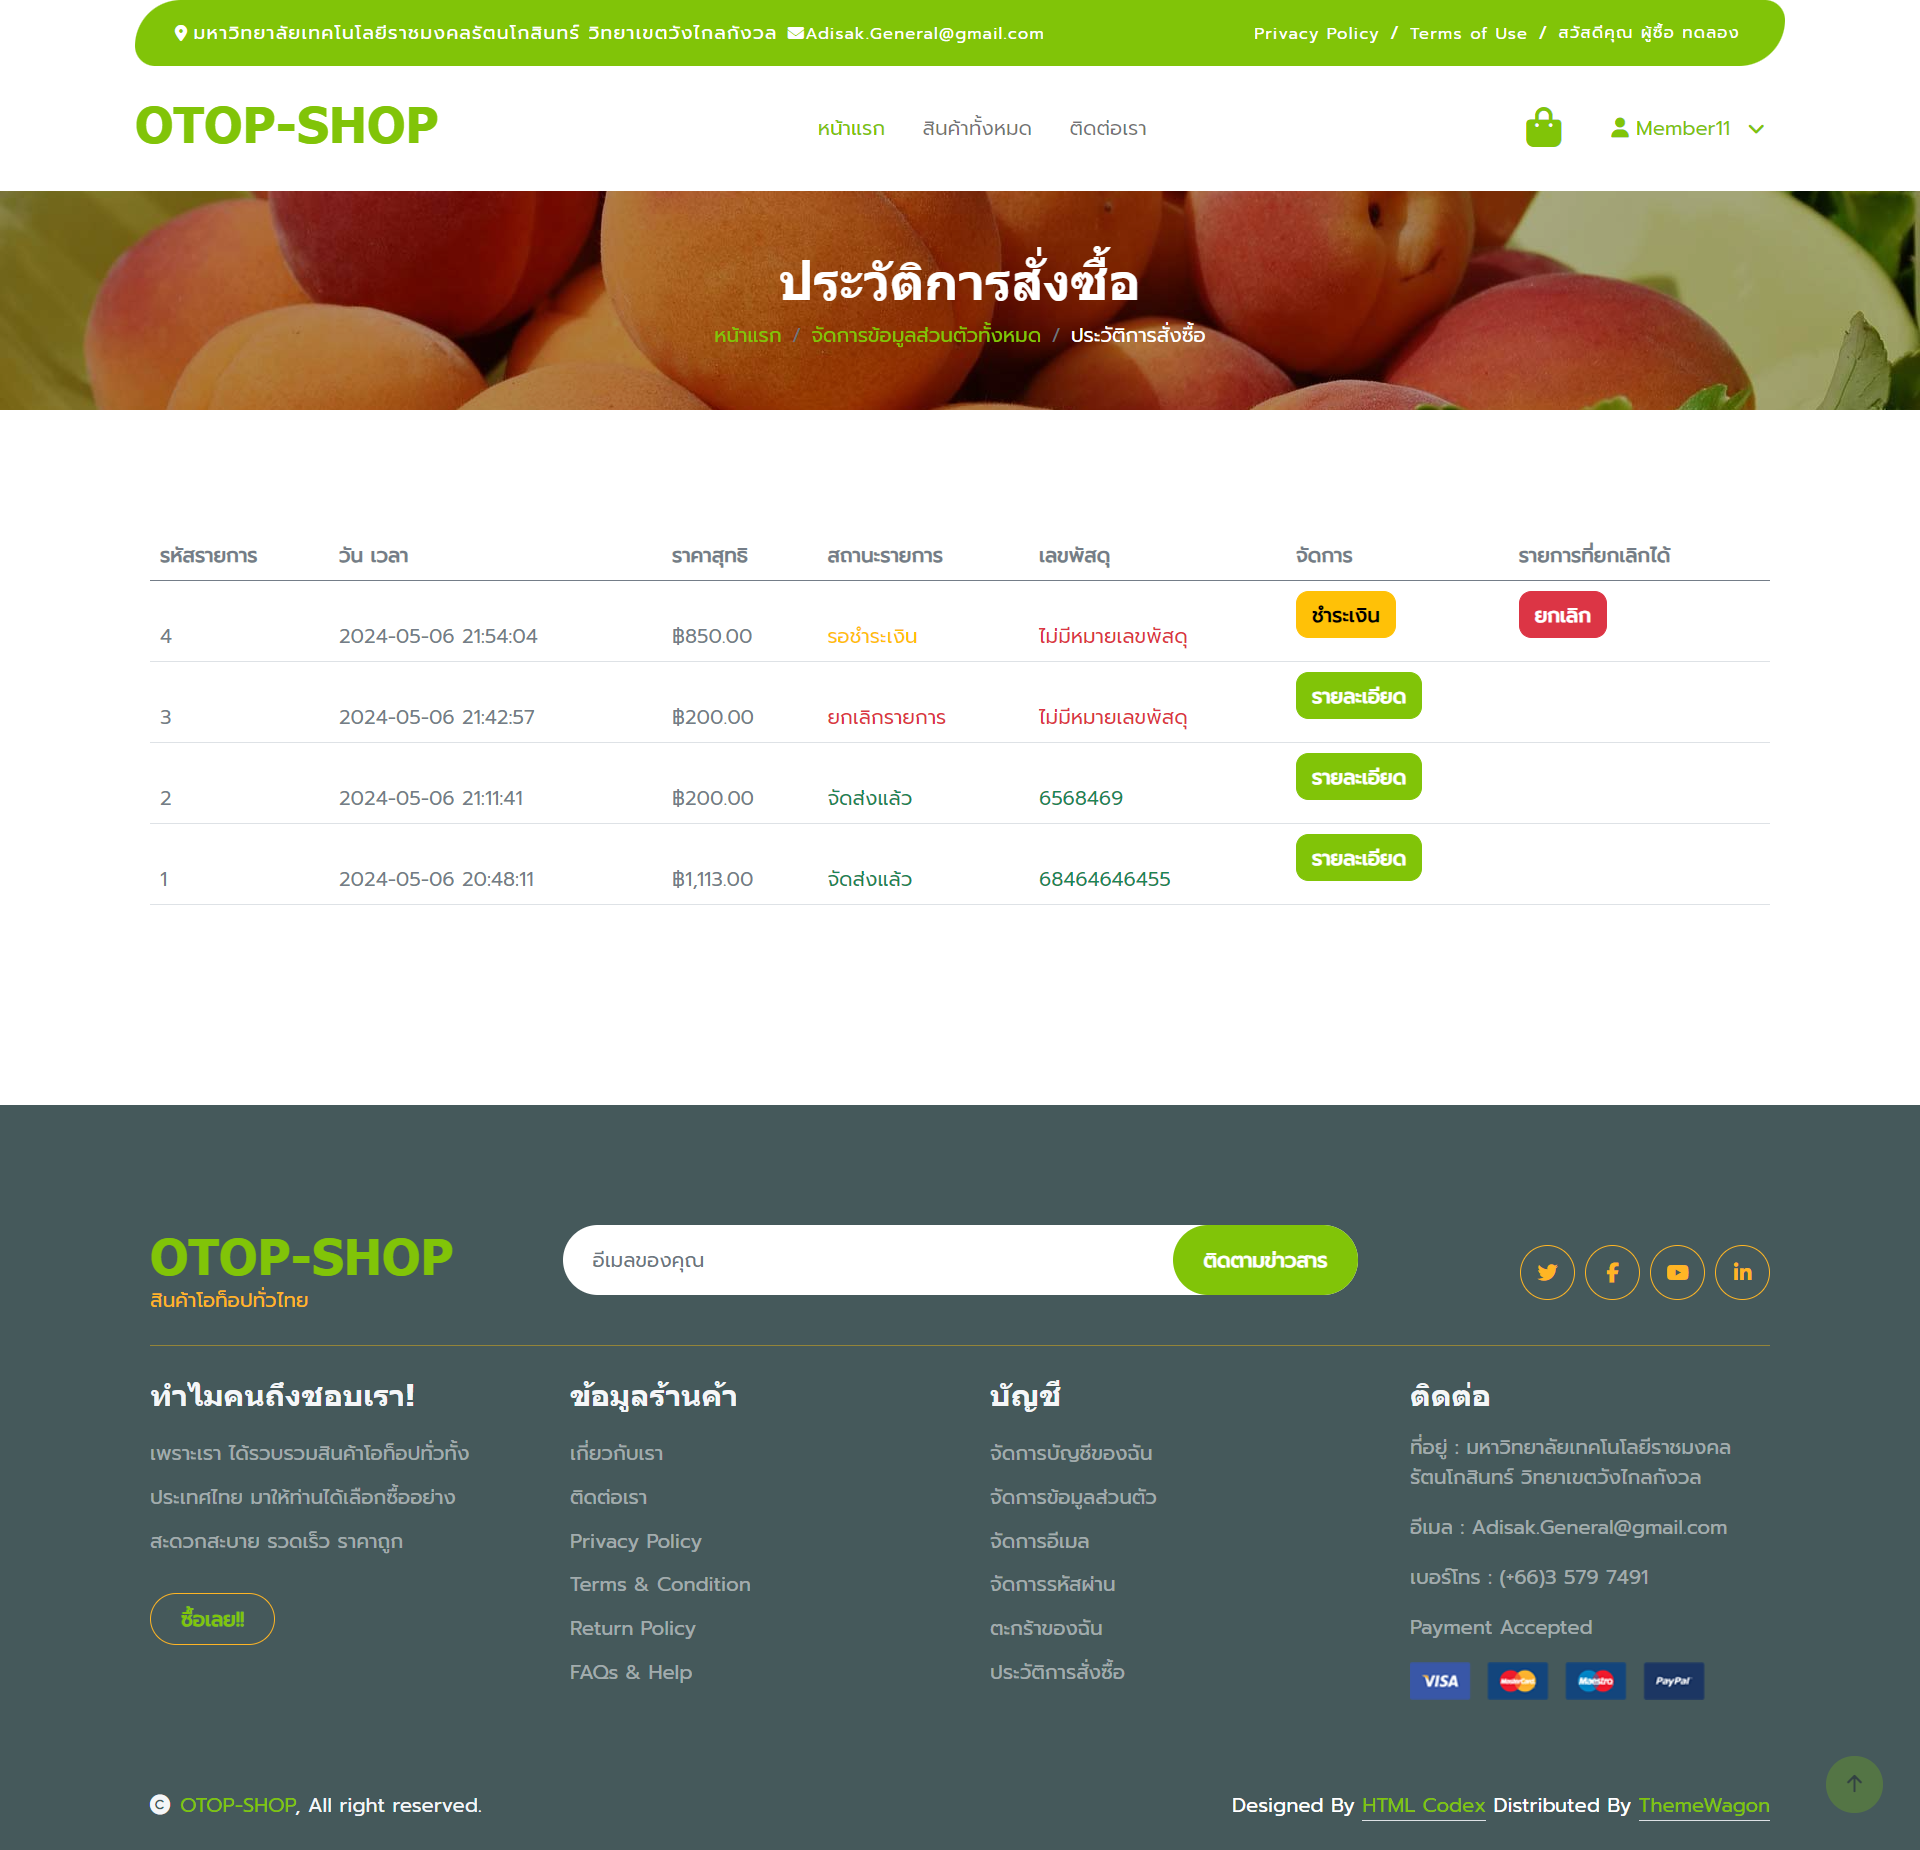 มหาวิทยาลัยเทคโนโลยีราชมงคลรัตนโกสินทร์ วิทยาเขตวังไกลกังวล Adisak.General@gmail.com
Privacy Policy / Terms of Use / สวัสดีคุณ ผู้ซื้อ ทดลอง
OTOP-SHOP
หน้าแรก สินค้าทั้งหมด ติดต่อเรา
Member11
ประวัติการสั่งซื้อ
หน้าแรก / จัดการข้อมูลส่วนตัวทั้งหมด / ประวัติการสั่งซื้อ
รหัสรายการ วัน เวลา ราคาสุทธิ สถานะรายการ เลขพัสดุ จัดการ รายการที่ยกเลิกได้
4 2024-05-06 21:54:04 ฿850.00 รอชำระเงิน ไม่มีหมายเลขพัสดุ ชำระเงิน ยกเลิก
3 2024-05-06 21:42:57 ฿200.00 ยกเลิกรายการ ไม่มีหมายเลขพัสดุ รายละเอียด
2 2024-05-06 21:11:41 ฿200.00 จัดส่งแล้ว 6568469 รายละเอียด
1 2024-05-06 20:48:11 ฿1,113.00 จัดส่งแล้ว 68464646455 รายละเอียด
OTOP-SHOP
สินค้าโอท็อปทั่วไทย
อีเมลของคุณ ติดตามข่าวสาร
ทำไมคนถึงชอบเรา!
เพราะเรา ได้รวบรวมสินค้าโอท็อปทั่วทั้ง
ประเทศไทย มาให้ท่านได้เลือกซื้ออย่าง
สะดวกสะบาย รวดเร็ว ราคาถูก
ซื้อเลย!!
ข้อมูลร้านค้า
เกี่ยวกับเรา
ติดต่อเรา
Privacy Policy
Terms & Condition
Return Policy
FAQs & Help
บัญชี
จัดการบัญชีของฉัน
จัดการข้อมูลส่วนตัว
จัดการอีเมล
จัดการรหัสผ่าน
ตะกร้าของฉัน
ประวัติการสั่งซื้อ
ติดต่อ
ที่อยู่ : มหาวิทยาลัยเทคโนโลยีราชมงคล
รัตนโกสินทร์ วิทยาเขตวังไกลกังวล
อีเมล : Adisak.General@gmail.com
เบอร์โทร : (+66)3 579 7491
Payment Accepted
VISA MasterCard Maestro PayPal
© OTOP-SHOP, All right reserved.
Designed By HTML Codex Distributed By ThemeWagon